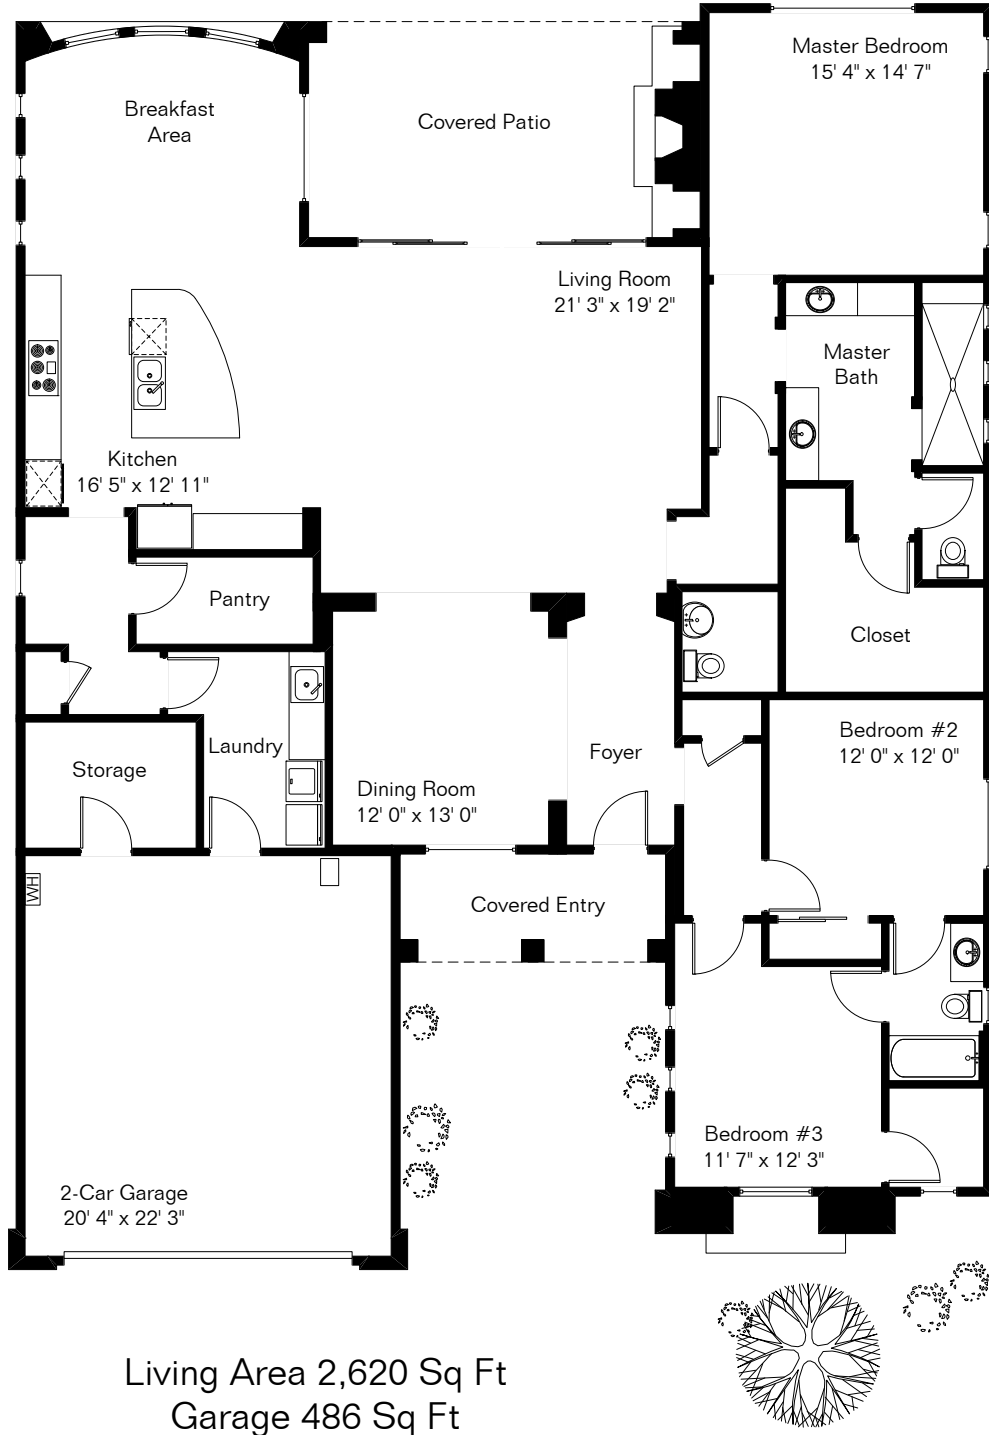 Master Bedroom
15' 4" x 14' 7"
Breakfast
Area
Covered Patio
Living Room
21' 3" x 19' 2"
Master
Bath
Kitchen
16' 5" x 12' 11"
Pantry
Closet
Bedroom #2
12' 0" x 12' 0"
Laundry
Foyer
Storage
Dining Room
12' 0" x 13' 0"
WH
Covered Entry
Bedroom #3
11' 7" x 12' 3"
2-Car Garage
20' 4" x 22' 3"
Living Area 2,620 Sq Ft
Garage 486 Sq Ft